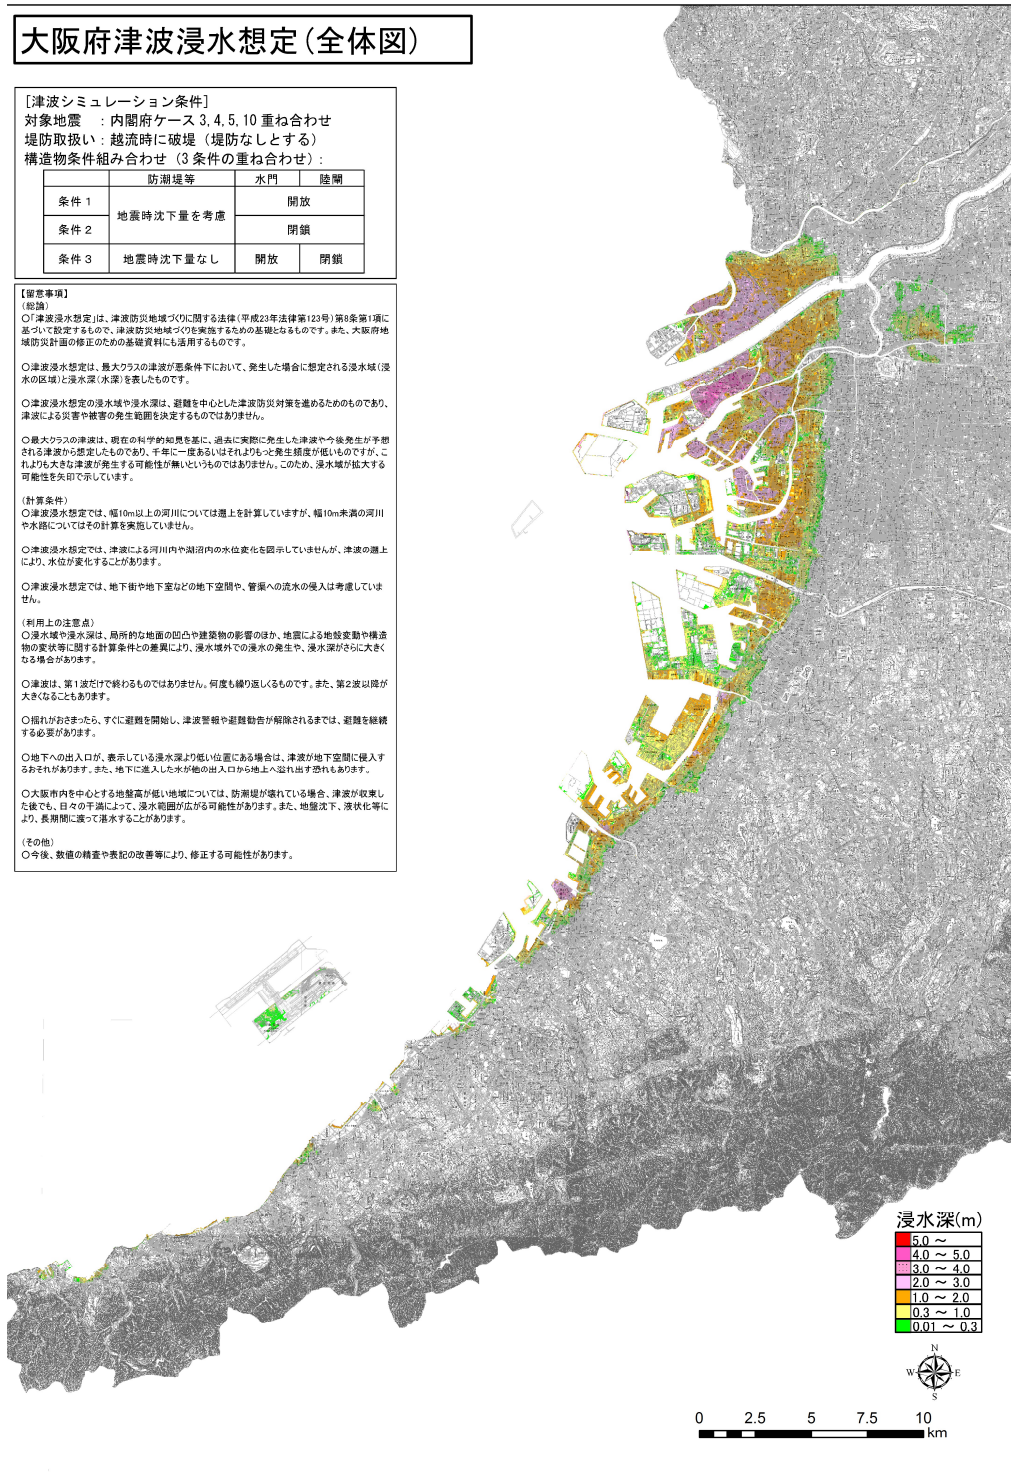 大阪府津波浸水想定(全体図)
[津波シミュレーション条件]
対象地震　：内閣府ケース 3, 4, 5, 10 重ね合わせ
堤防取扱い：越流時に破堤（堤防なしとする）
構造物条件組み合わせ（3 条件の重ね合わせ）：
防潮堤等 水門 陸閘
条件 1 地震時沈下量を考慮 開放
条件 2 閉鎖
条件 3 地震時沈下量なし 開放 閉鎖
【留意事項】
（総論）
○「津波浸水想定」は、津波防災地域づくりに関する法律（平成23年法律第123号）第8条第1項に
基づいて設定するもので、津波防災地域づくりを実施するための基礎となるものです。また、大阪府地
域防災計画の修正のための基礎資料にも活用するものです。
○津波浸水想定は、最大クラスの津波が悪条件下において、発生した場合に想定される浸水域（浸
水の区域）と浸水深（水深）を表したものです。
○津波浸水想定の浸水域や浸水深は、避難を中心とした津波防災対策を進めるためのものであり、
津波による災害や被害の発生範囲を決定するものではありません。
○最大クラスの津波は、現在の科学的知見を基に、過去に実際に発生した津波や今後発生が予想
される津波から想定したものであり、千年に一度あるいはそれよりもっと発生頻度が低いものですが、こ
れよりも大きな津波が発生する可能性が無いというものではありません。このため、浸水域が拡大する
可能性を矢印で示しています。
（計算条件）
○津波浸水想定では、幅10m以上の河川については遡上を計算していますが、幅10m未満の河川
や水路についてはその計算を実施していません。
○津波浸水想定では、津波による河川内や湖沼内の水位変化を図示していませんが、津波の遡上
により、水位が変化することがあります。
○津波浸水想定では、地下街や地下室などの地下空間や、管渠への流水の侵入は考慮していま
せん。
（利用上の注意点）
○浸水域や浸水深は、局所的な地面の凹凸や建築物の影響のほか、地震による地殻変動や構造
物の変状等に関する計算条件との差異により、浸水域外での浸水の発生や、浸水深がさらに大きく
なる場合があります。
○津波は、第1波だけで終わるものではありません。何度も繰り返しくるものです。また、第2波以降が
大きくなることもあります。
○揺れがおさまったら、すぐに避難を開始し、津波警報や避難勧告が解除されるまでは、避難を継続
する必要があります。
○地下への出入口が、表示している浸水深より低い位置にある場合は、津波が地下空間に侵入す
るおそれがあります。また、地下に進入した水が他の出入口から地上へ溢れ出す恐れもあります。
○大阪市内を中心とする地盤高が低い地域については、防潮堤が壊れている場合、津波が収束し
た後でも、日々の干満によって、浸水範囲が広がる可能性があります。また、地盤沈下、液状化等に
より、長期間に渡って湛水することがあります。
（その他）
○今後、数値の精査や表記の改善等により、修正する可能性があります。
浸水深(m)
5.0 ～
4.0 ～ 5.0
3.0 ～ 4.0
2.0 ～ 3.0
1.0 ～ 2.0
0.3 ～ 1.0
0.01 ～ 0.3
N
W E
S
0 2.5 5 7.5 10
km